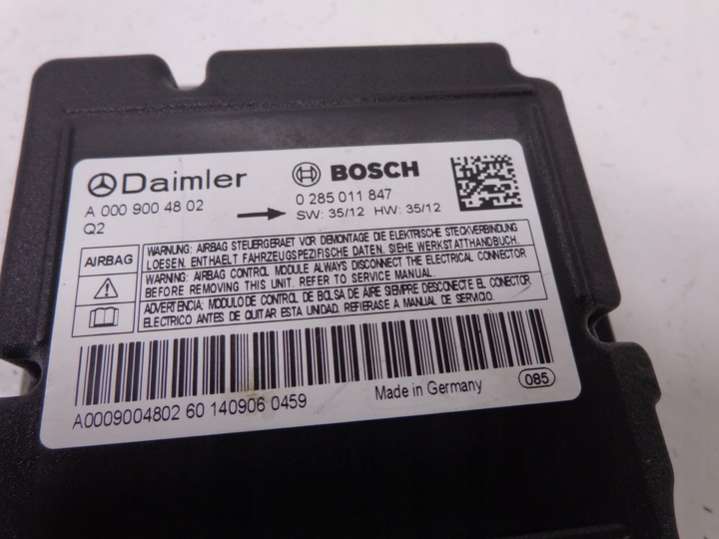 Daimler
A 000 900 48 02
Q2
BOSCH
0 285 011 847
SW: 35/12 HW: 35/12
AIRBAG
WARNUNG: AIRBAG STEUERGERAET VOR DEMONTAGE DIE ELEKTRISCHE STECKVERBINDUNG
LOESEN. ENTHAELT FAHRZEUGSPEZIFISCHE DATEN. SIEHE WERKSTATTHANDBUCH.
WARNING: AIRBAG CONTROL MODULE ALWAYS DISCONNECT THE ELECTRICAL CONNECTOR
BEFORE REMOVING THIS UNIT. REFER TO SERVICE MANUAL.
ADVERTENCIA; MODULO DE CONTROL DE BOLSA DE AIRE SIEMPRE DESCONECTE EL CONECTOR
ELECTRICO ANTES DE QUITAR ESTA UNIDAD. REFIERASE A MANUAL DE SERVICIO.
A0009004802 60 140906 0459
Made in Germany
085